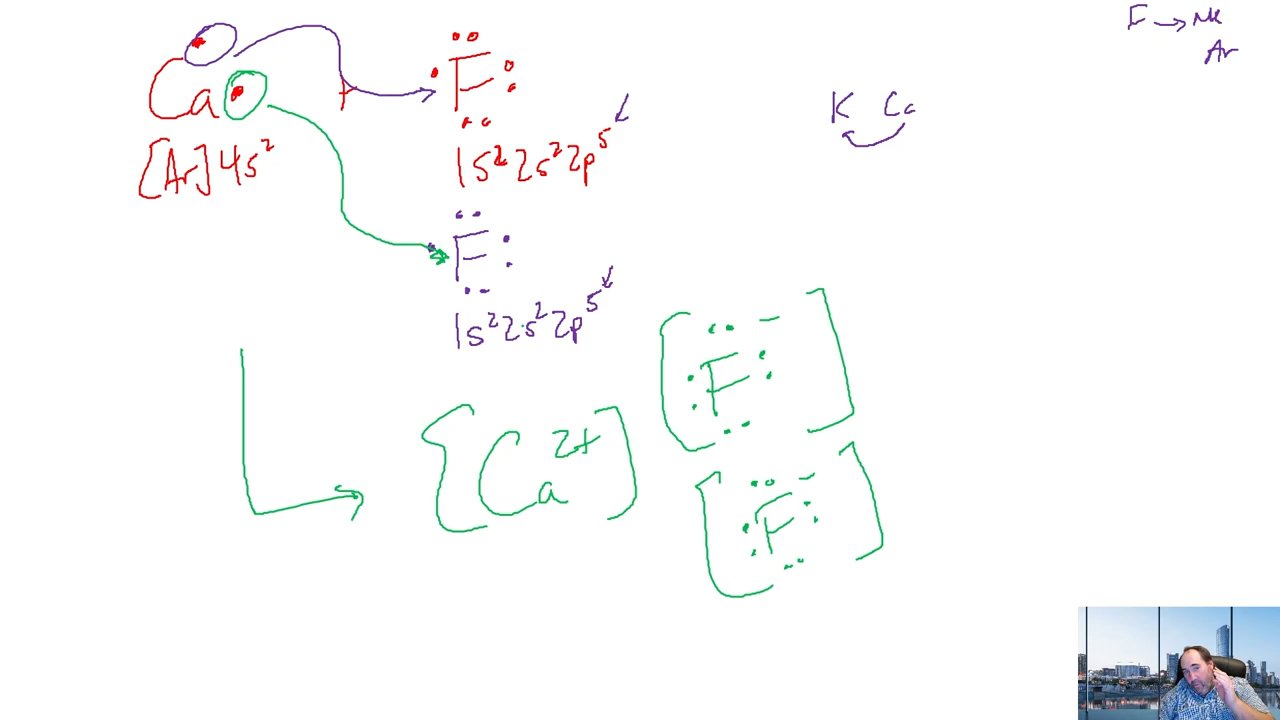 F → Ne
Ar
Ca + F
K Ca
[Ar]4s²
1s²2s²2p⁵
F
1s²2s²2p⁵
[F⁻]
[Ca²⁺]
[F⁻]